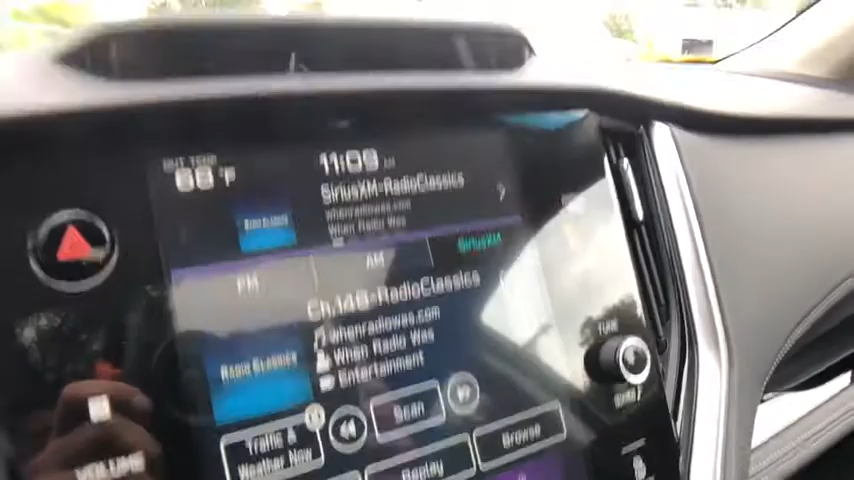 OUT TEMP
11:09 AM
SiriusXM-RadioClassics
whenradiowas.com
When Radio Was
FM
AM
SiriusXM
Ch.148-RadioClassics
whenradiowas.com
When Radio Was
Entertainment
RADIO CLASSICS
TUNE
Scan
Traffic &
Weather Now
Replay
Browse
VOLUME